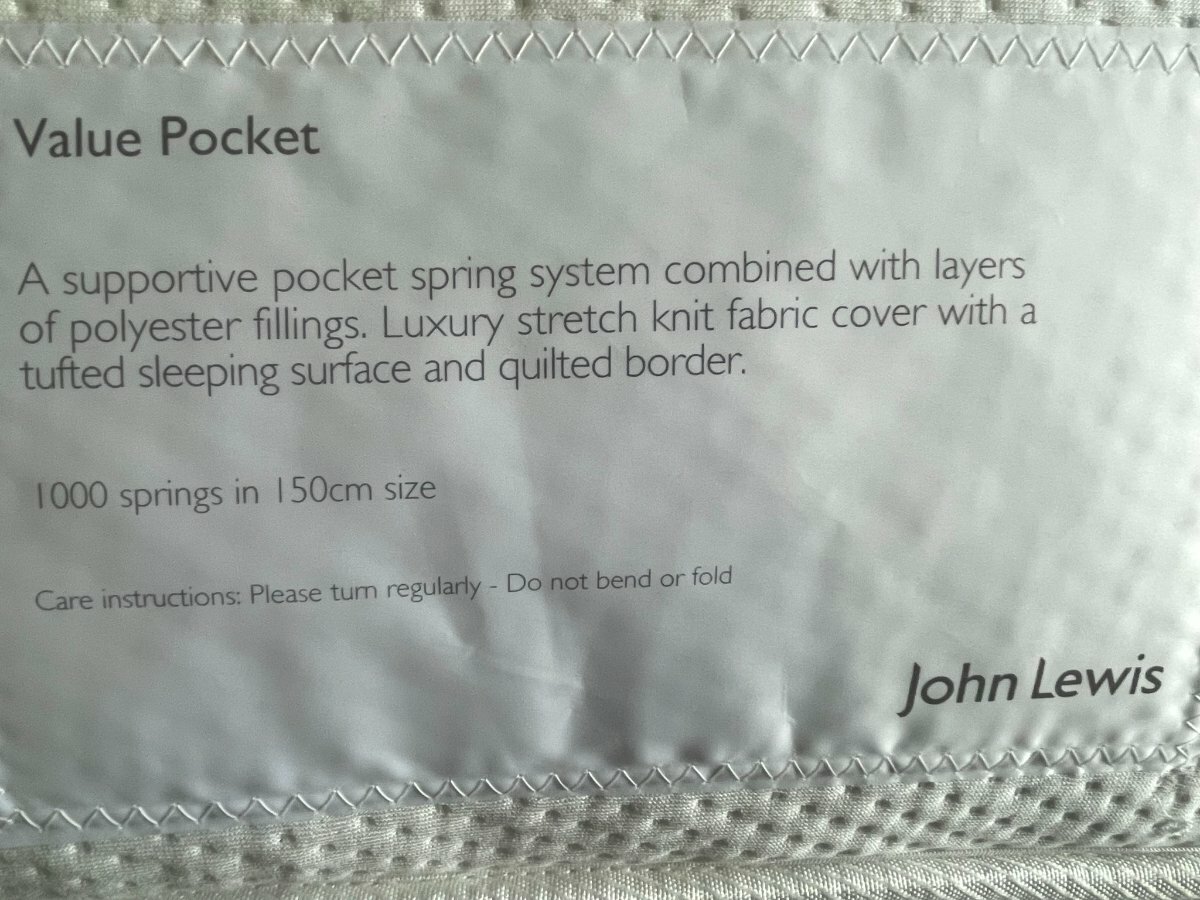 Value Pocket
A supportive pocket spring system combined with layers
of polyester fillings. Luxury stretch knit fabric cover with a
tufted sleeping surface and quilted border.
1000 springs in 150cm size
Care instructions: Please turn regularly - Do not bend or fold
John Lewis